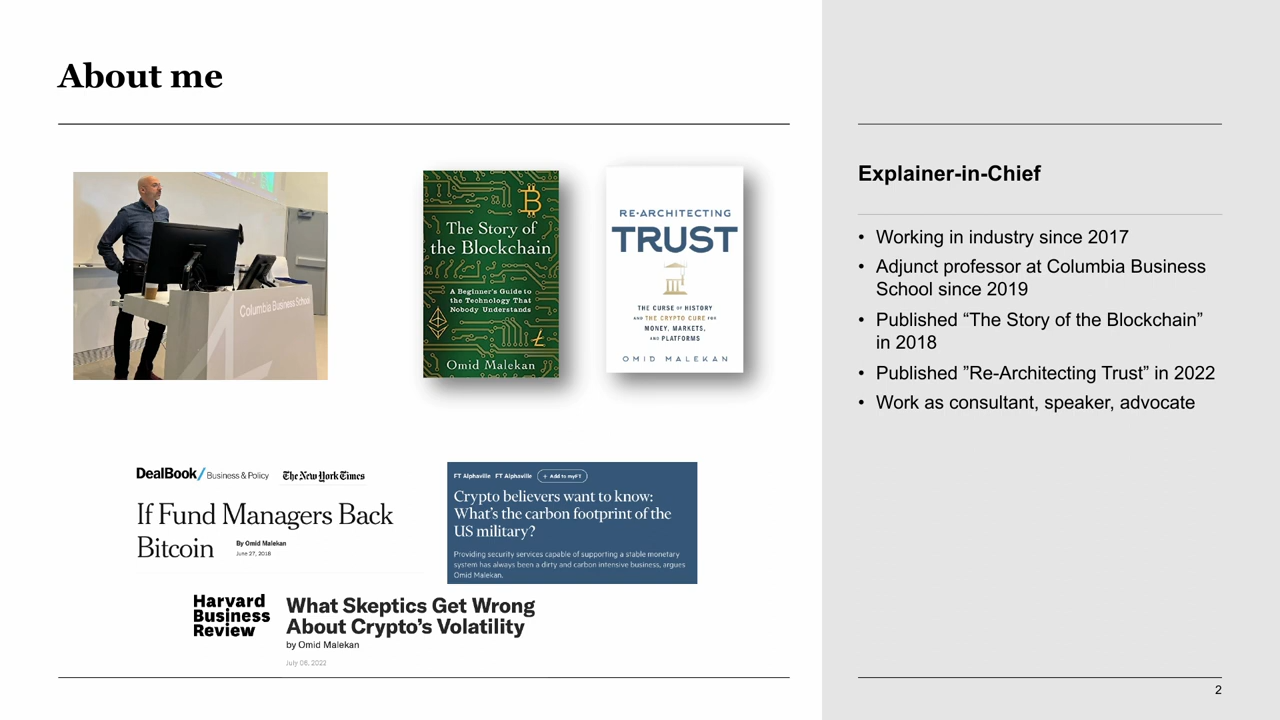 About me
Columbia Business School
The Story of
the Blockchain
A Beginner's Guide to
the Technology That
Nobody Understands
Omid Malekan
RE-ARCHITECTING
TRUST
THE CURSE OF HISTORY
AND THE CRYPTO CURE FOR
MONEY, MARKETS,
AND PLATFORMS
OMID MALEKAN
DealBook / Business & Policy The New York Times
If Fund Managers Back
Bitcoin
By Omid Malekan
June 27, 2018
FT Alphaville FT Alphaville + Add to myFT
Crypto believers want to know:
What's the carbon footprint of the
US military?
Providing security services capable of supporting a stable monetary
system has always been a dirty and carbon intensive business, argues
Omid Malekan.
Harvard
Business
Review
What Skeptics Get Wrong
About Crypto's Volatility
by Omid Malekan
July 08, 2022
Explainer-in-Chief
• Working in industry since 2017
• Adjunct professor at Columbia Business
School since 2019
• Published “The Story of the Blockchain”
in 2018
• Published ”Re-Architecting Trust” in 2022
• Work as consultant, speaker, advocate
2